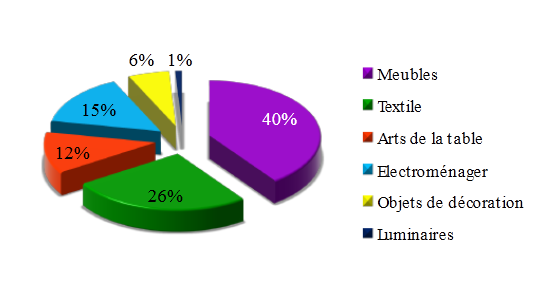 6%
1%
15%
40%
12%
26%
Meubles
Textile
Arts de la table
Electroménager
Objets de décoration
Luminaires